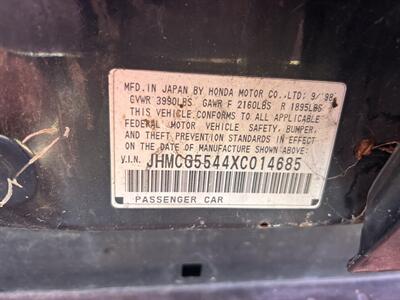 MFD.IN JAPAN BY HONDA MOTOR CO.,LTD: 9/'98
GVWR 3990LBS GAWR F 2160LBS R 1895LBS
THIS VEHICLE CONFORMS TO ALL APPLICABLE
FEDERAL MOTOR VEHICLE SAFETY, BUMPER,
AND THEFT PREVENTION STANDARDS IN EFFECT
ON THE DATE OF MANUFACTURE SHOWN ABOVE.
V.I.N. JHMCG5544XC014685
PASSENGER CAR